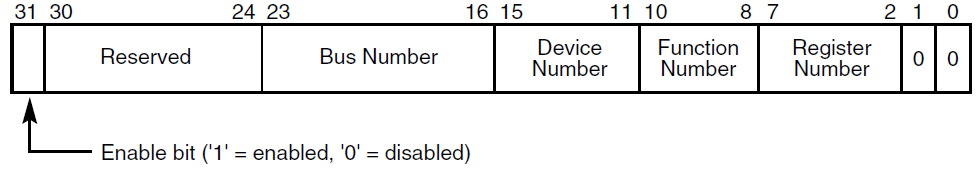 31 30 24 23 16 15 11 10 8 7 2 1 0
Reserved Bus Number Device Number Function Number Register Number 0 0
Enable bit ('1' = enabled, '0' = disabled)